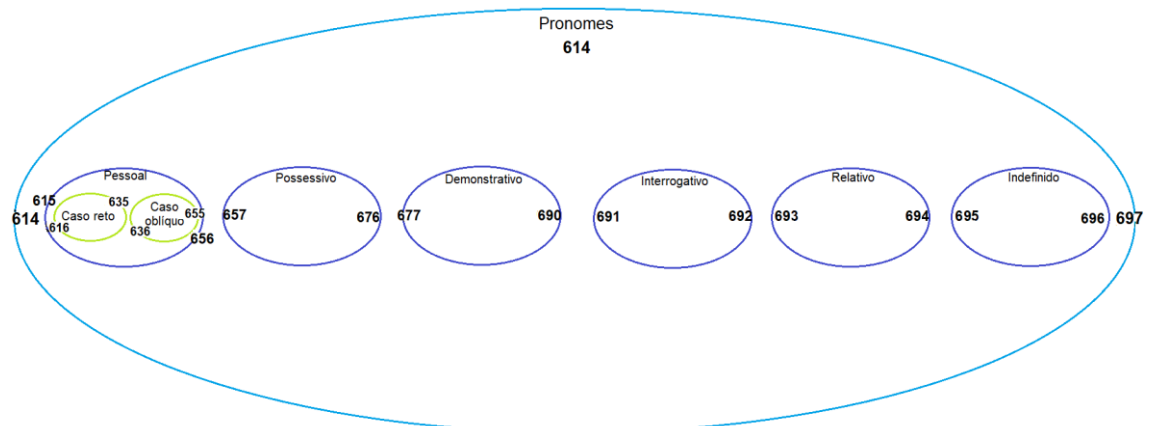 Pronomes
614
Pessoal
Possessivo
Demonstrativo
Interrogativo
Relativo
Indefinido
615
635
Caso
oblíquo
655
614
Caso reto
616
636
656
657
676
677
690
691
692
693
694
695
696
697